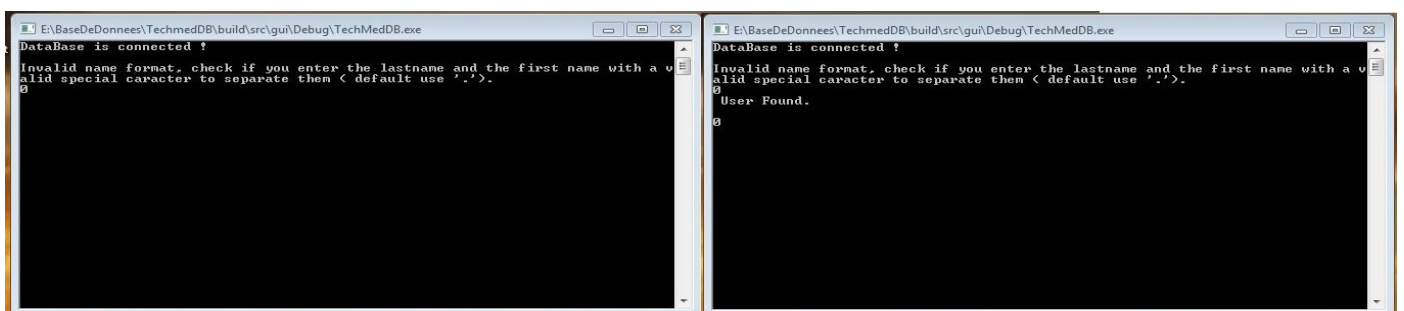 E:\BaseDeDonnees\TechmedDB\build\src\gui\Debug\TechMedDB.exe
DataBase is connected !
Invalid name format, check if you enter the lastname and the first name with a v
alid special caracter to separate them ( default use '.').
0
E:\BaseDeDonnees\TechmedDB\build\src\gui\Debug\TechMedDB.exe
DataBase is connected !
Invalid name format, check if you enter the lastname and the first name with a v
alid special caracter to separate them ( default use '.').
0
User Found.
0